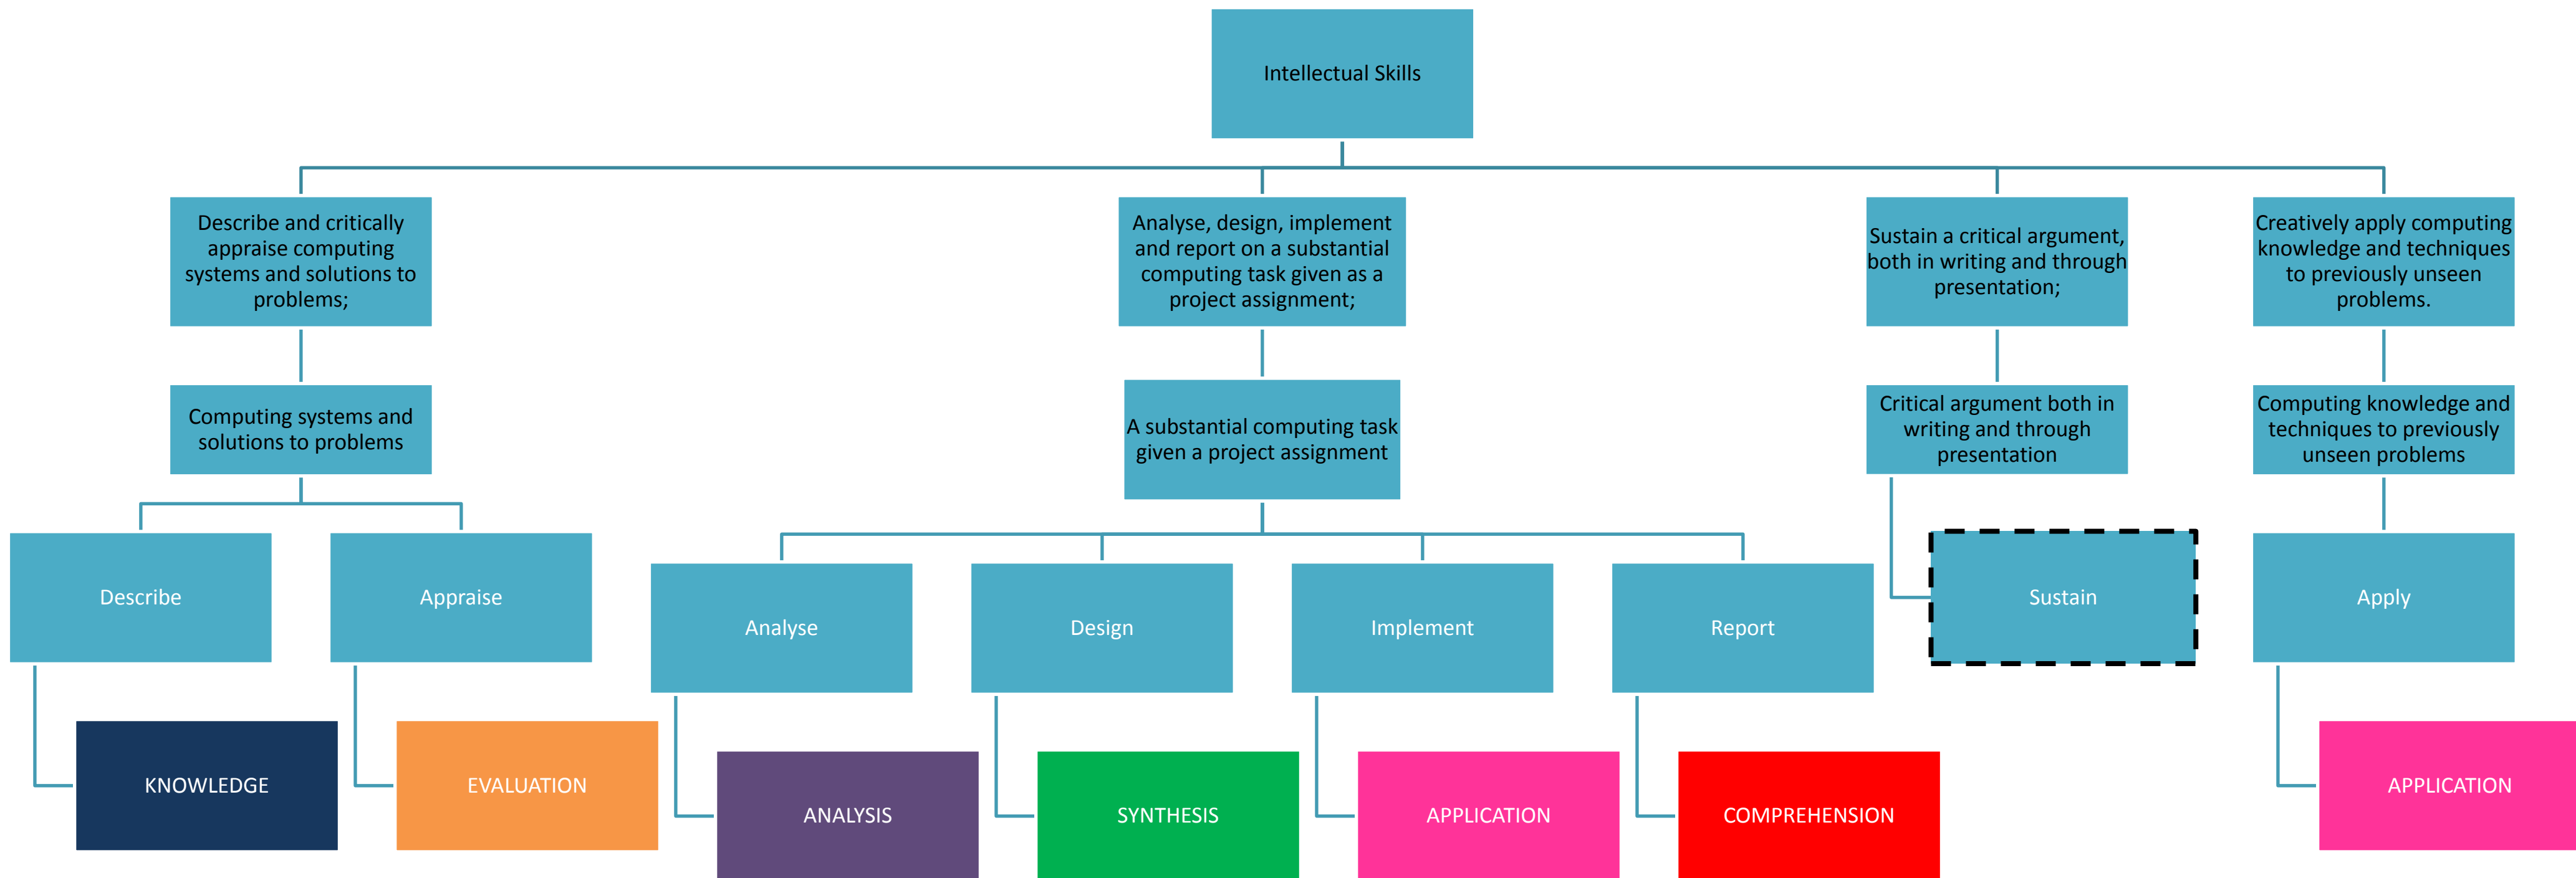 Intellectual Skills
Describe and critically
appraise computing
systems and solutions to
problems;
Analyse, design, implement
and report on a substantial
computing task given as a
project assignment;
Sustain a critical argument,
both in writing and through
presentation;
Creatively apply computing
knowledge and techniques
to previously unseen
problems.
Computing systems and
solutions to problems
A substantial computing task
given a project assignment
Critical argument both in
writing and through
presentation
Computing knowledge and
techniques to previously
unseen problems
Describe
Appraise
Analyse
Design
Implement
Report
Sustain
Apply
KNOWLEDGE
EVALUATION
ANALYSIS
SYNTHESIS
APPLICATION
COMPREHENSION
APPLICATION